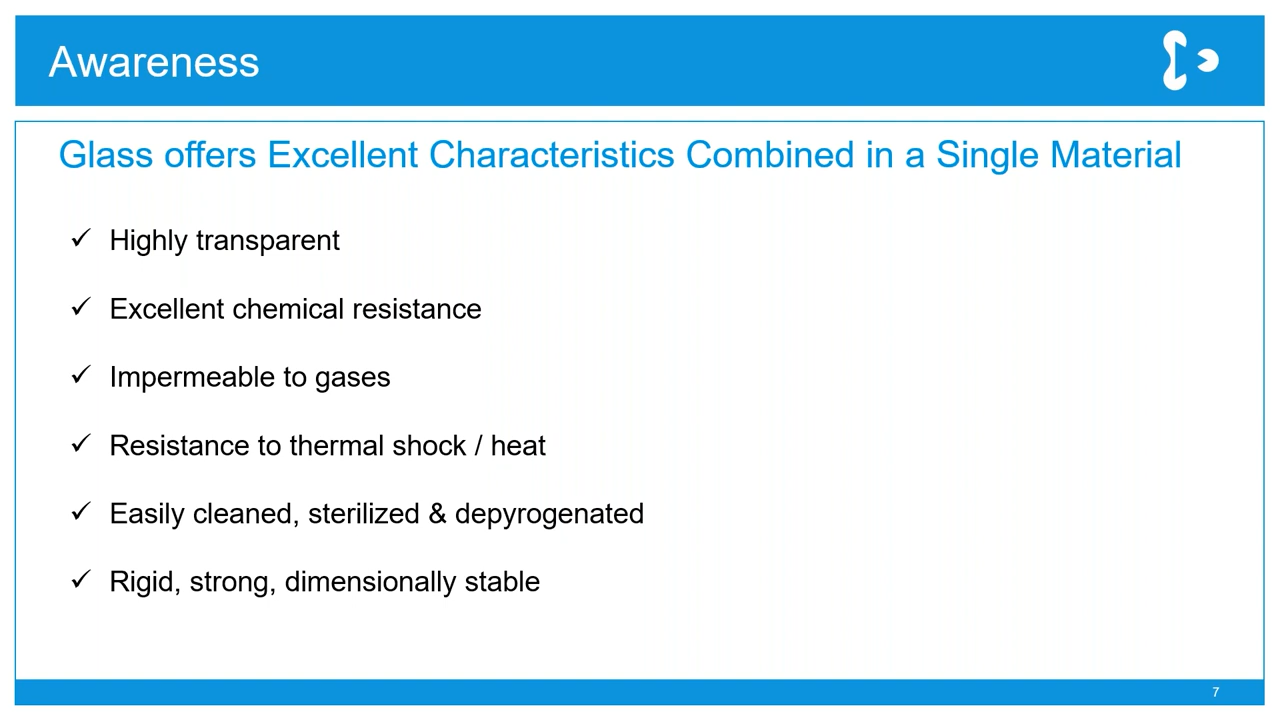 Awareness
Glass offers Excellent Characteristics Combined in a Single Material
✓ Highly transparent
✓ Excellent chemical resistance
✓ Impermeable to gases
✓ Resistance to thermal shock / heat
✓ Easily cleaned, sterilized & depyrogenated
✓ Rigid, strong, dimensionally stable
7